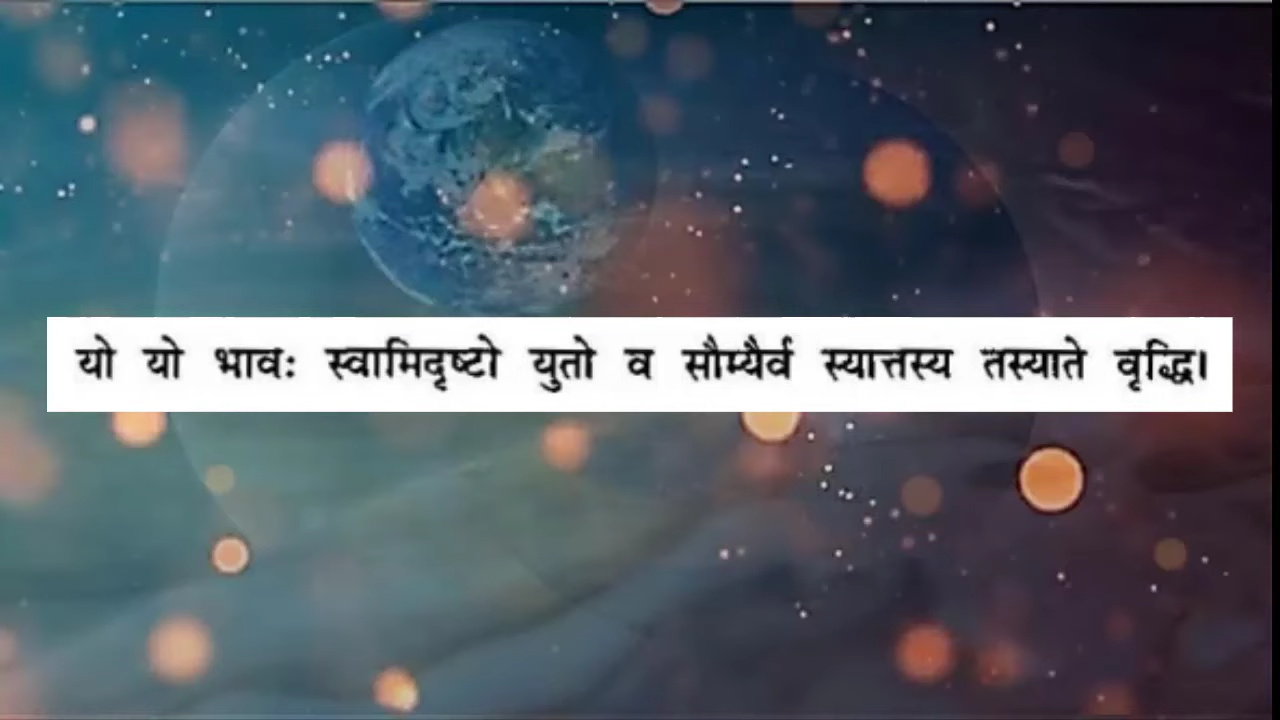 यो यो भावः स्वामिदृष्टो युतो व सौम्यैर्व स्यात्तस्य तस्याते वृद्धि।